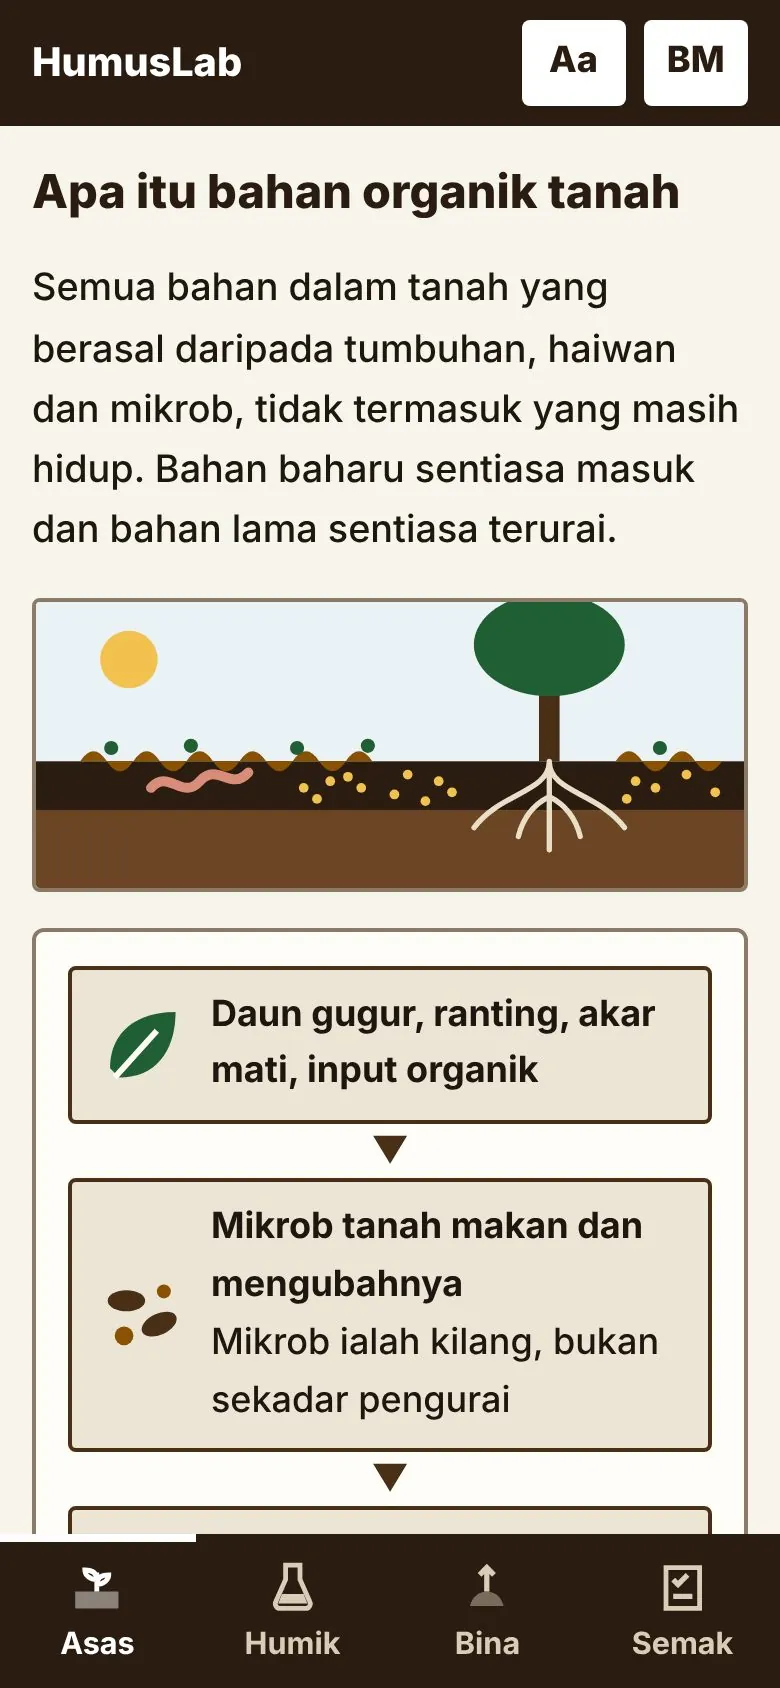 HumusLab
Aa
BM
Apa itu bahan organik tanah
Semua bahan dalam tanah yang
berasal daripada tumbuhan, haiwan
dan mikrob, tidak termasuk yang masih
hidup. Bahan baharu sentiasa masuk
dan bahan lama sentiasa terurai.
Daun gugur, ranting, akar
mati, input organik
Mikrob tanah makan dan
mengubahnya
Mikrob ialah kilang, bukan
sekadar pengurai
Asas
Humik
Bina
Semak